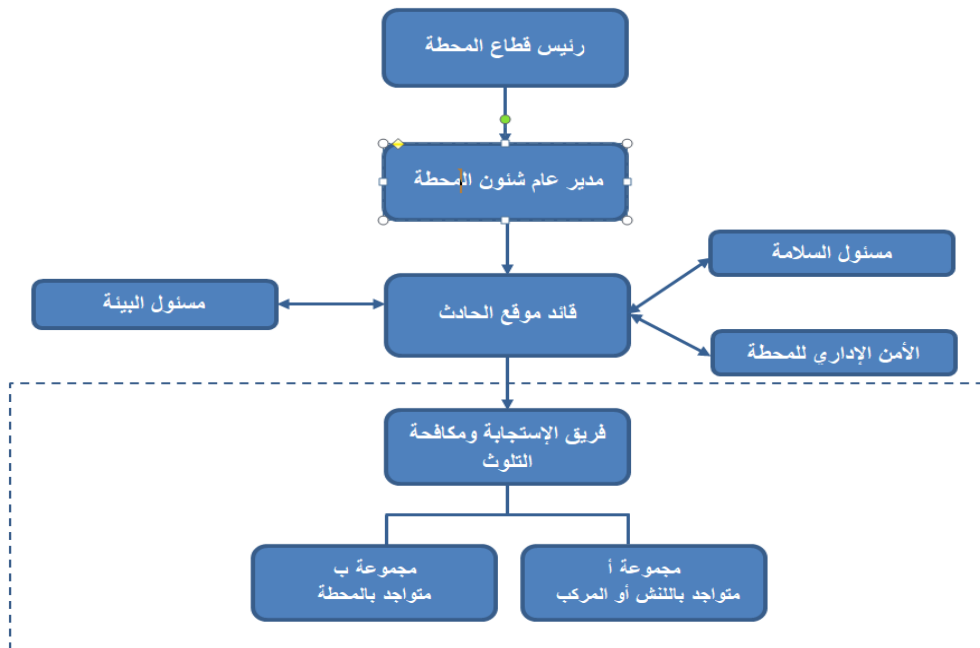 رئيس قطاع المحطة
مدير عام شئون المحطة
مسئول السلامة
قائد موقع الحادث
مسئول البيئة
الأمن الإداري للمحطة
فريق الإستجابة ومكافحة
التلوث
مجموعة أ
متواجد باللنش أو المركب
مجموعة ب
متواجد بالمحطة